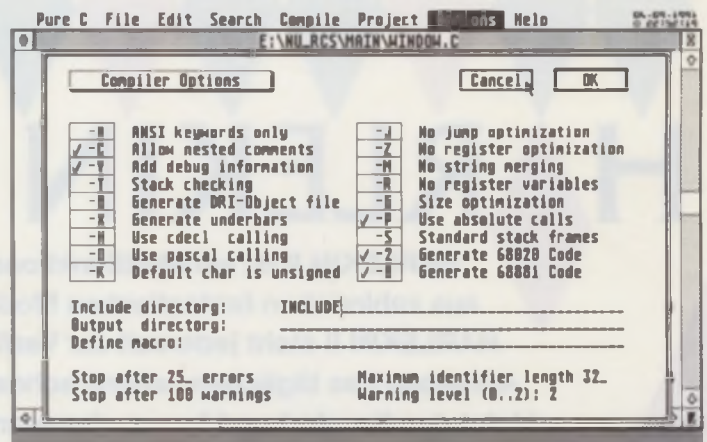 Pure C File Edit Search Compile Project Options Help
E:\NU_RCS\MAIN\WINDOW.C
Compiler Options Cancel OK
-A ANSI keywords only
✓ -C Allow nested comments
✓ -Y Add debug information
-T Stack checking
Generate DRI-Object file
Generate underbars
-H Use cdecl calling
Use pascal calling
-K Default char is unsigned
-J No jump optimization
-Z No register optimization
-M No string merging
-R No register variables
-G Size optimization
✓ -P Use absolute calls
-S Standard stack frames
✓ -2 Generate 68020 Code
✓ -8 Generate 68881 Code
Include directory: INCLUDE
Output directory:
Define macro:
Stop after 25_ errors
Stop after 100 warnings
Maximum identifier length 32_
Warning level (0..2): 2